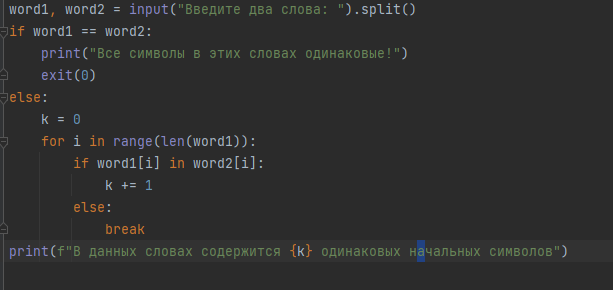 word1, word2 = input("Введите два слова: ").split()
if word1 == word2:
    print("Все символы в этих словах одинаковые!")
    exit(0)
else:
    k = 0
    for i in range(len(word1)):
        if word1[i] in word2[i]:
            k += 1
        else:
            break
print(f"В данных словах содержится {k} одинаковых начальных символов")